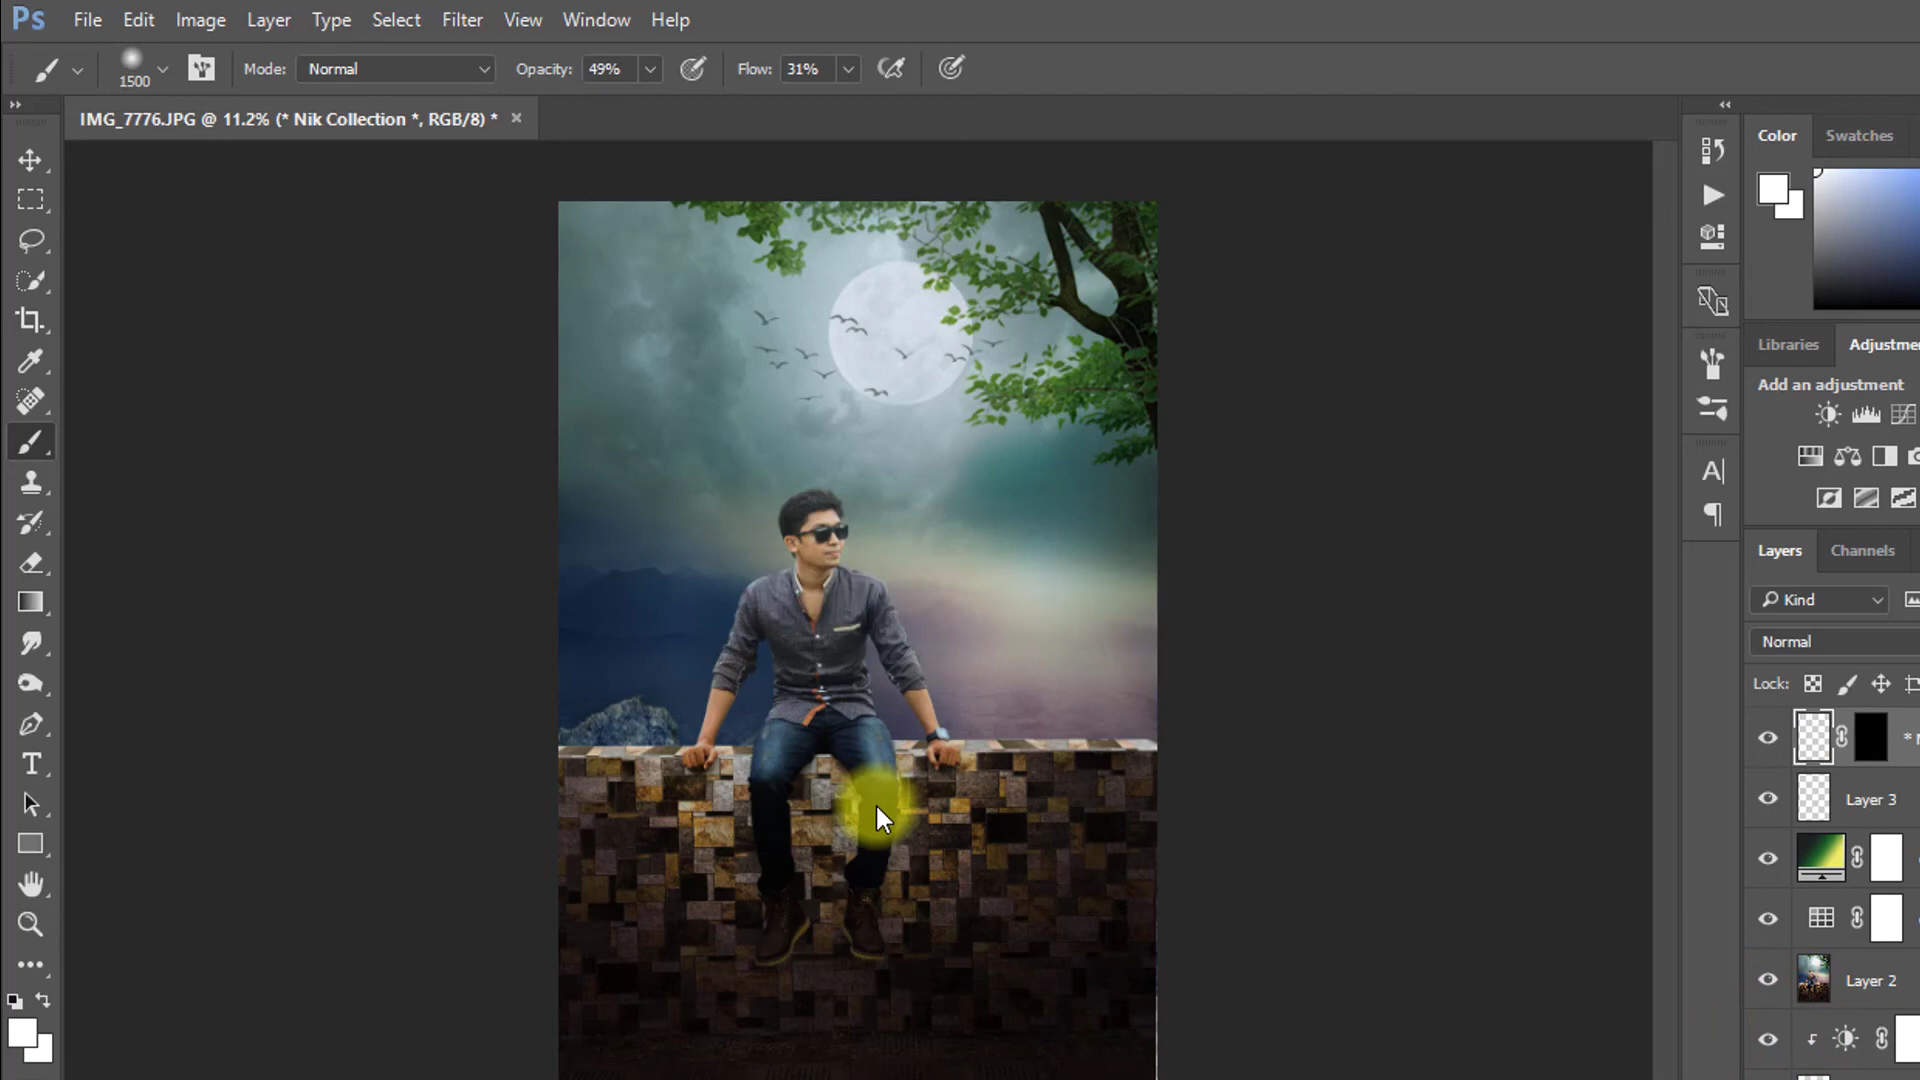 Ps File Edit Image Layer Type Select Filter View Window Help
1500 Mode: Normal Opacity: 49% Flow: 31%
IMG_7776.JPG @ 11.2% (* Nik Collection *, RGB/8) * ×
Color Swatches
Libraries Adjustme
Add an adjustment
Layers Channels
Kind
Normal
Lock:
Layer 3
Layer 2